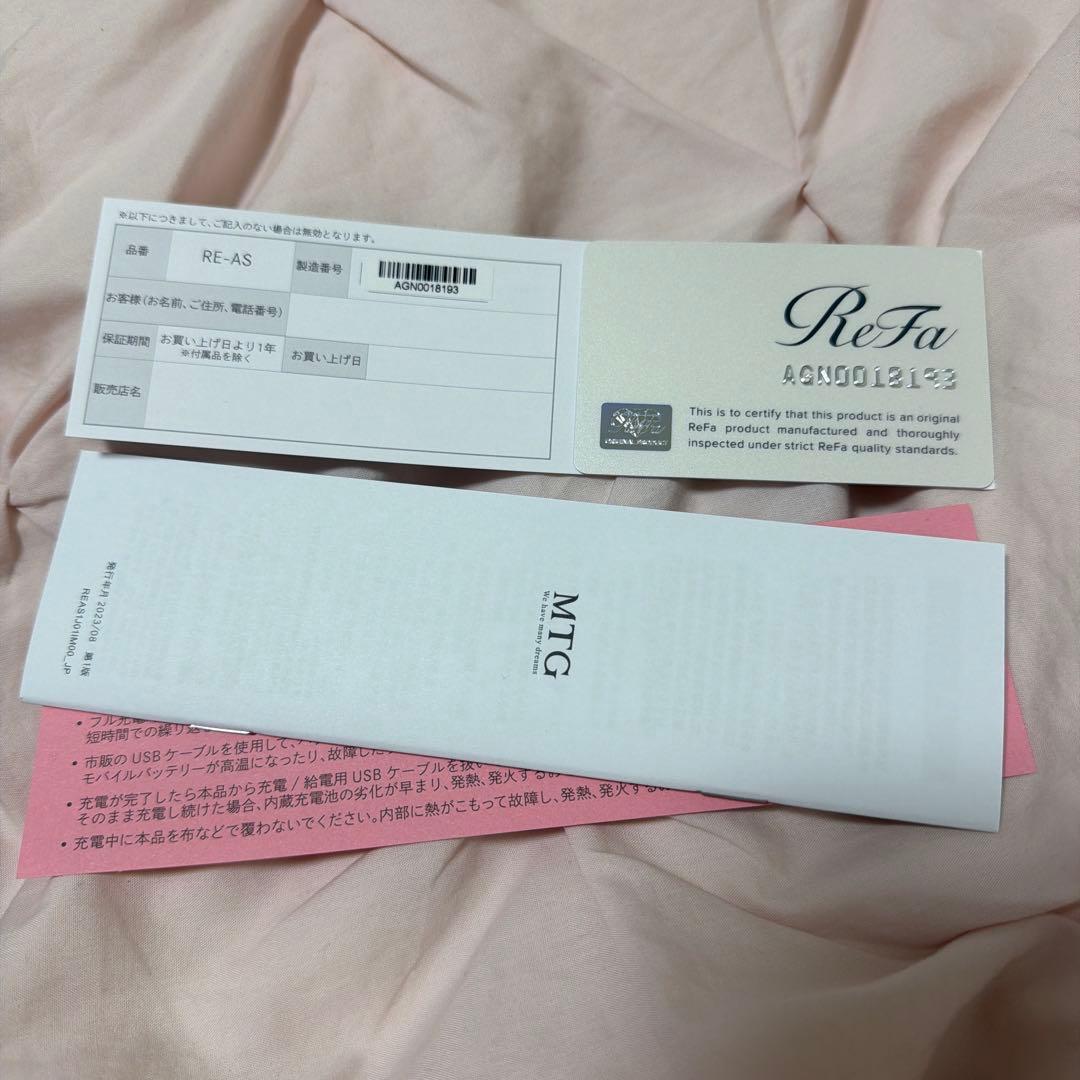 ※以下につきまして、ご記入のない場合は無効となります。
品番
RE-AS
製造番号
AGN0018193
お客様(お名前、ご住所、電話番号)
保証期間
お買い上げ日より1年
※付属品を除く
お買い上げ日
販売店名
ReFa
AGN0018193
ORIGINAL PRODUCT
This is to certify that this product is an original
ReFa product manufactured and thoroughly
inspected under strict ReFa quality standards.
MTG
We have many dreams
発行年月 2023/08 第1版
REAS1J01IM00_JP
• フル充電
短時間での繰り返
• 市販の USB ケーブルを使用して、
モバイルバッテリーが高温になったり、故障した
• 充電が完了したら本品から充電 / 給電用 USB ケーブルを抜い
そのまま充電し続けた場合、内蔵充電池の劣化が早まり、発熱、発火する
• 充電中に本品を布などで覆わないでください。内部に熱がこもって故障し、発熱、発火する